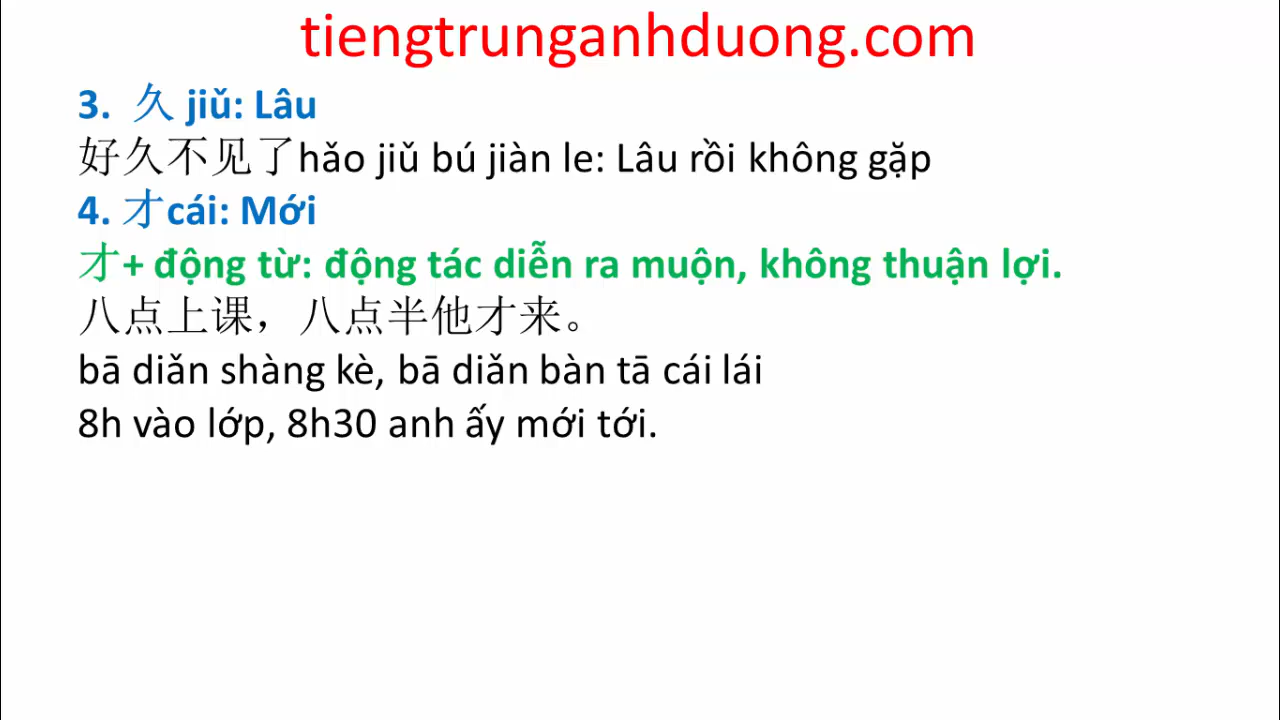 tiengtrunganhduong.com
3. 久 jiǔ: Lâu
好久不见了hǎo jiǔ bú jiàn le: Lâu rồi không gặp
4. 才cái: Mới
才+ động từ: động tác diễn ra muộn, không thuận lợi.
八点上课，八点半他才来。
bā diǎn shàng kè, bā diǎn bàn tā cái lái
8h vào lớp, 8h30 anh ấy mới tới.